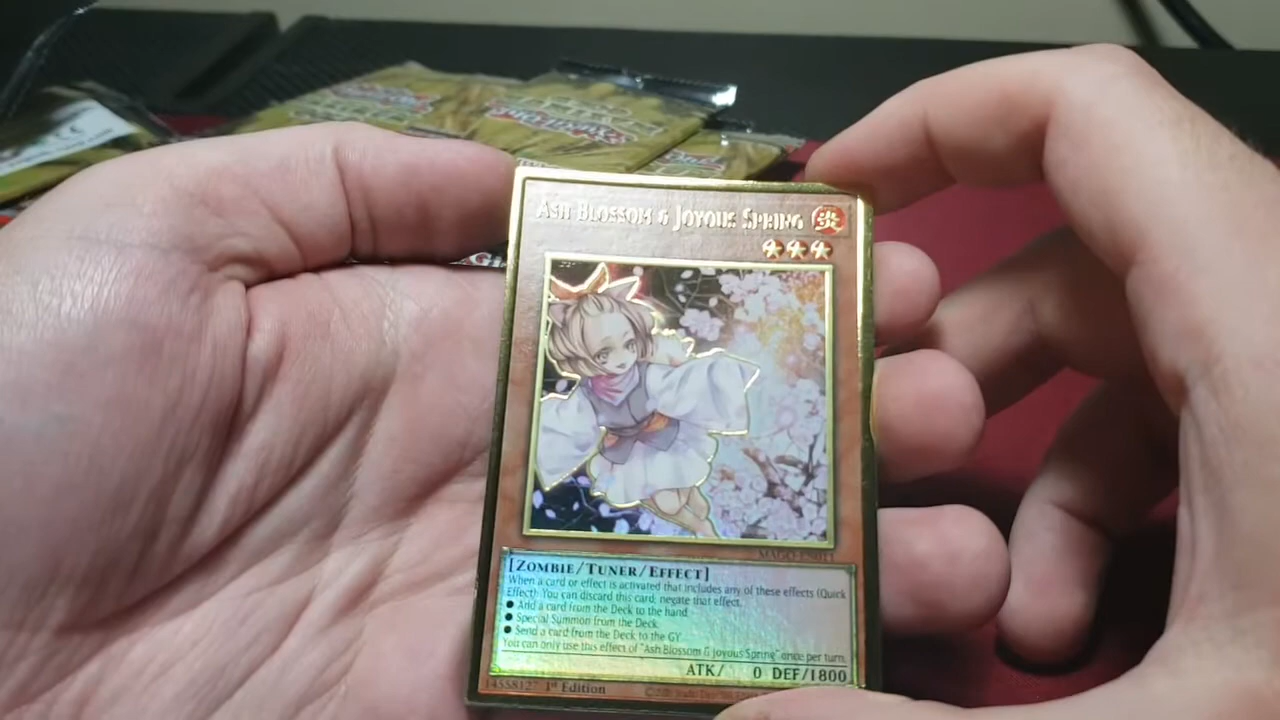 Ash Blossom & Joyous Spring
MAGO-EN011
[Zombie/Tuner/Effect]
When a card or effect is activated that includes any of these effects (Quick
Effect): You can discard this card; negate that effect.
● Add a card from the Deck to the hand.
● Special Summon from the Deck.
● Send a card from the Deck to the GY.
You can only use this effect of "Ash Blossom & Joyous Spring" once per turn.
ATK/ 0 DEF/1800
14558127 1st Edition